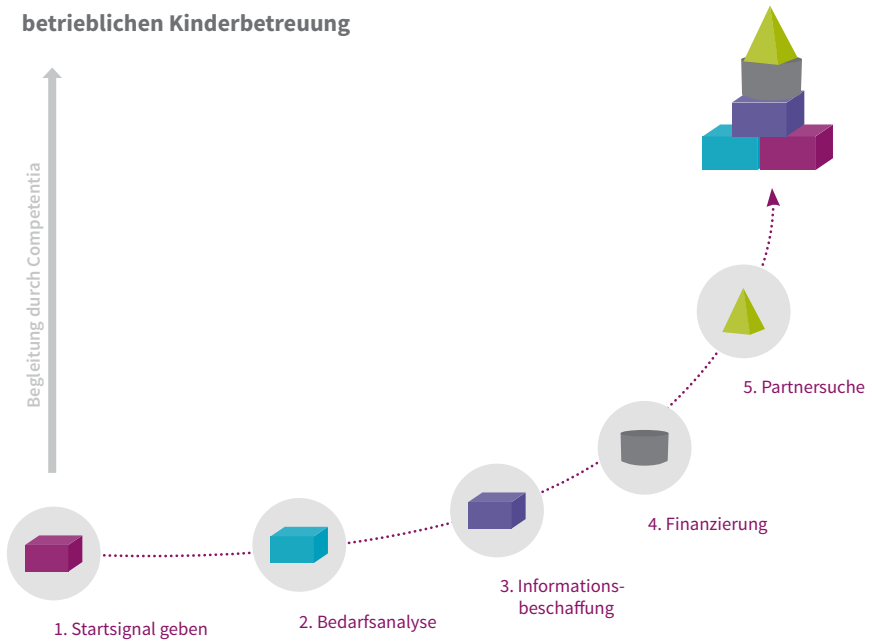 betrieblichen Kinderbetreuung
Begleitung durch Competentia
1. Startsignal geben
2. Bedarfsanalyse
3. Informations-
beschaffung
4. Finanzierung
5. Partnersuche